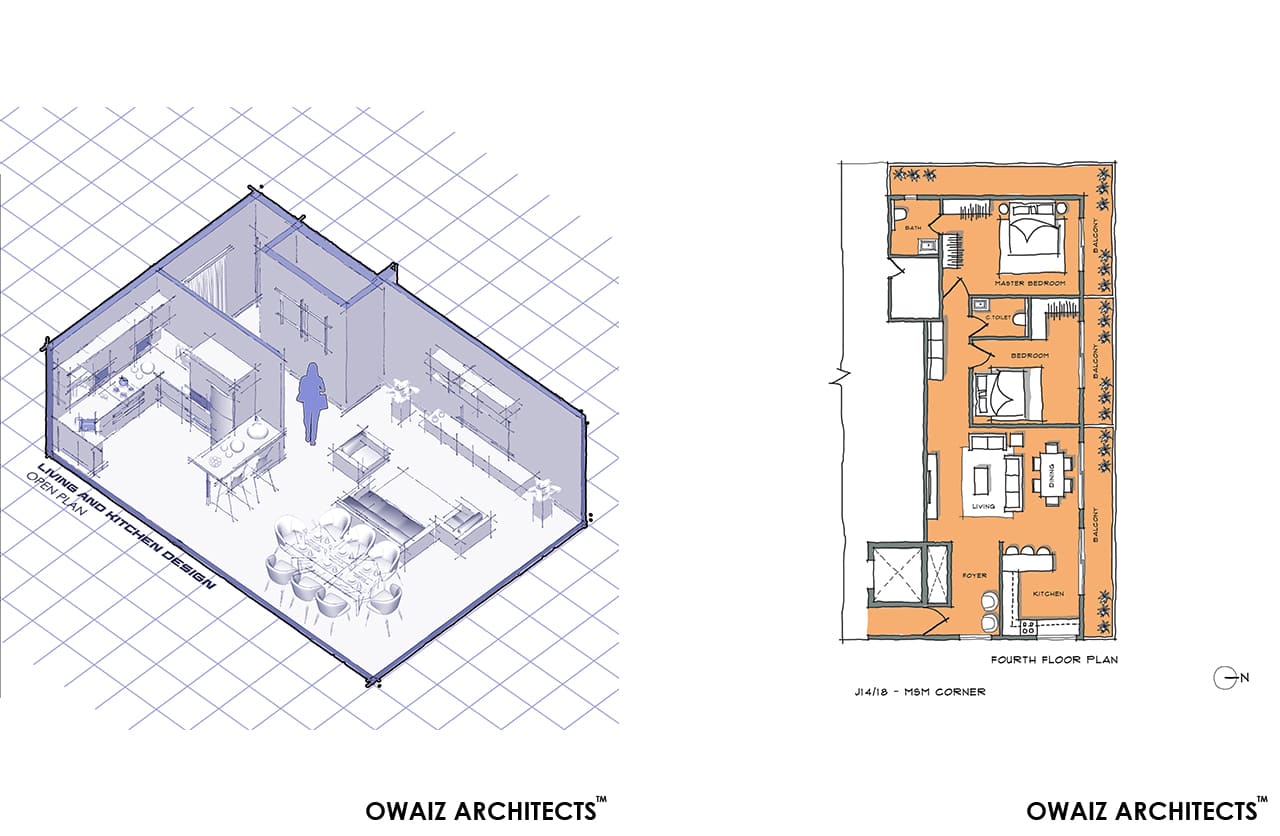 LIVING AND KITCHEN DESIGN
OPEN PLAN
OWAIZ ARCHITECTS™
BATH
BALCONY
MASTER BEDROOM
C.TOILET
BEDROOM
BALCONY
DINING
LIVING
BALCONY
FOYER
KITCHEN
FOURTH FLOOR PLAN
J14/18 - MSM CORNER
N
OWAIZ ARCHITECTS™